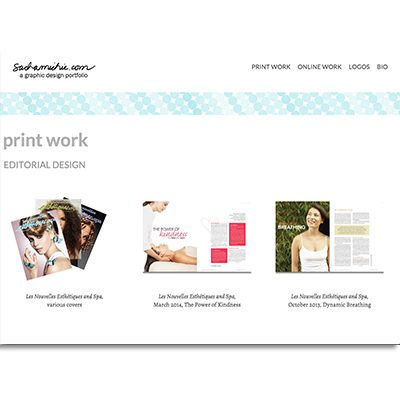 sachamichie.com
a graphic design portfolio
PRINT WORK ONLINE WORK LOGOS BIO
print work
EDITORIAL DESIGN
THE POWER OF
kindness
BREATHING
Les Nouvelles Esthétiques and Spa,
various covers
Les Nouvelles Esthétiques and Spa,
March 2014, The Power of Kindness
Les Nouvelles Esthétiques and Spa,
October 2013, Dynamic Breathing